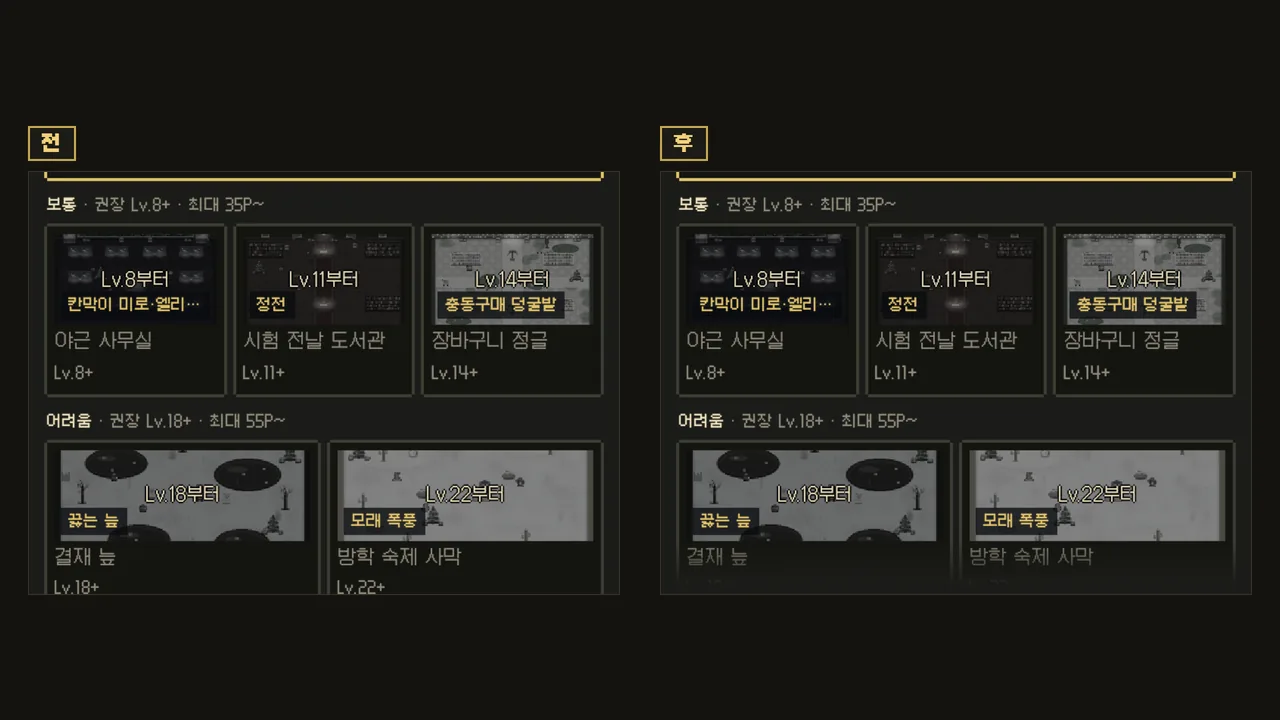 전
보통 · 권장 Lv.8+ · 최대 35P~
Lv.8부터
칸막이 미로·엘리…
야근 사무실
Lv.8+
Lv.11부터
정전
시험 전날 도서관
Lv.11+
Lv.14부터
충동구매 덩굴밭
장바구니 정글
Lv.14+
어려움 · 권장 Lv.18+ · 최대 55P~
Lv.18부터
끓는 늪
결재 늪
Lv.18+
Lv.22부터
모래 폭풍
방학 숙제 사막
Lv.22+
후
보통 · 권장 Lv.8+ · 최대 35P~
Lv.8부터
칸막이 미로·엘리…
야근 사무실
Lv.8+
Lv.11부터
정전
시험 전날 도서관
Lv.11+
Lv.14부터
충동구매 덩굴밭
장바구니 정글
Lv.14+
어려움 · 권장 Lv.18+ · 최대 55P~
Lv.18부터
끓는 늪
결재 늪
Lv.22부터
모래 폭풍
방학 숙제 사막